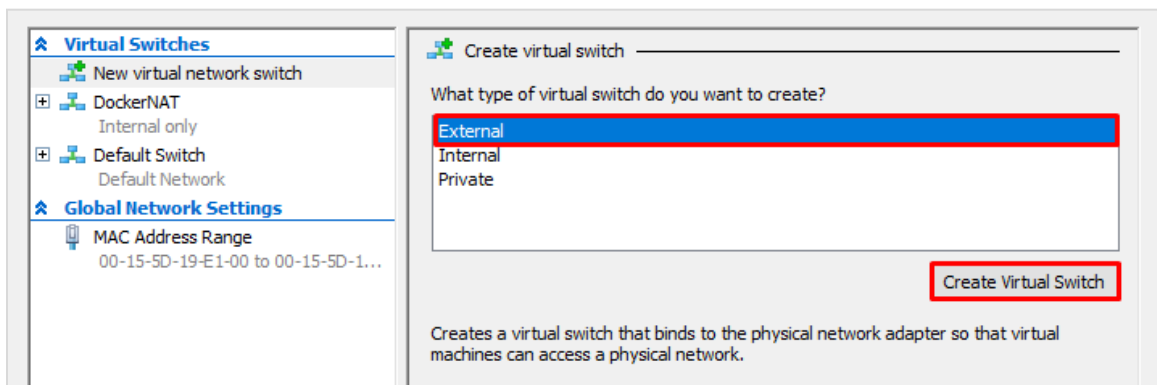 Virtual Switches
New virtual network switch
DockerNAT
Internal only
Default Switch
Default Network
Global Network Settings
MAC Address Range
00-15-5D-19-E1-00 to 00-15-5D-1...
Create virtual switch
What type of virtual switch do you want to create?
External
Internal
Private
Create Virtual Switch
Creates a virtual switch that binds to the physical network adapter so that virtual
machines can access a physical network.